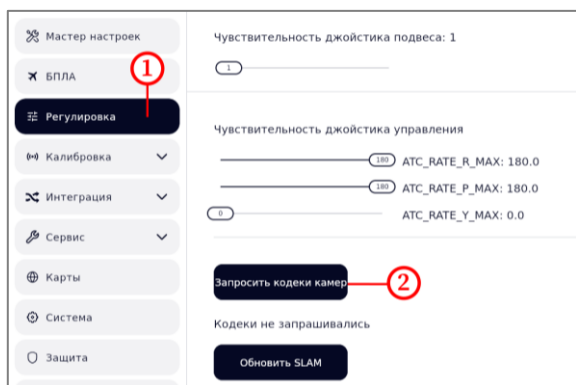 Мастер настроек
БПЛА
1
Регулировка
Калибровка
Интеграция
Сервис
Карты
Система
Защита
Чувствительность джойстика подвеса: 1
1
Чувствительность джойстика управления
180 ATC_RATE_R_MAX: 180.0
180 ATC_RATE_P_MAX: 180.0
0 ATC_RATE_Y_MAX: 0.0
Запросить кодеки камер
2
Кодеки не запрашивались
Обновить SLAM